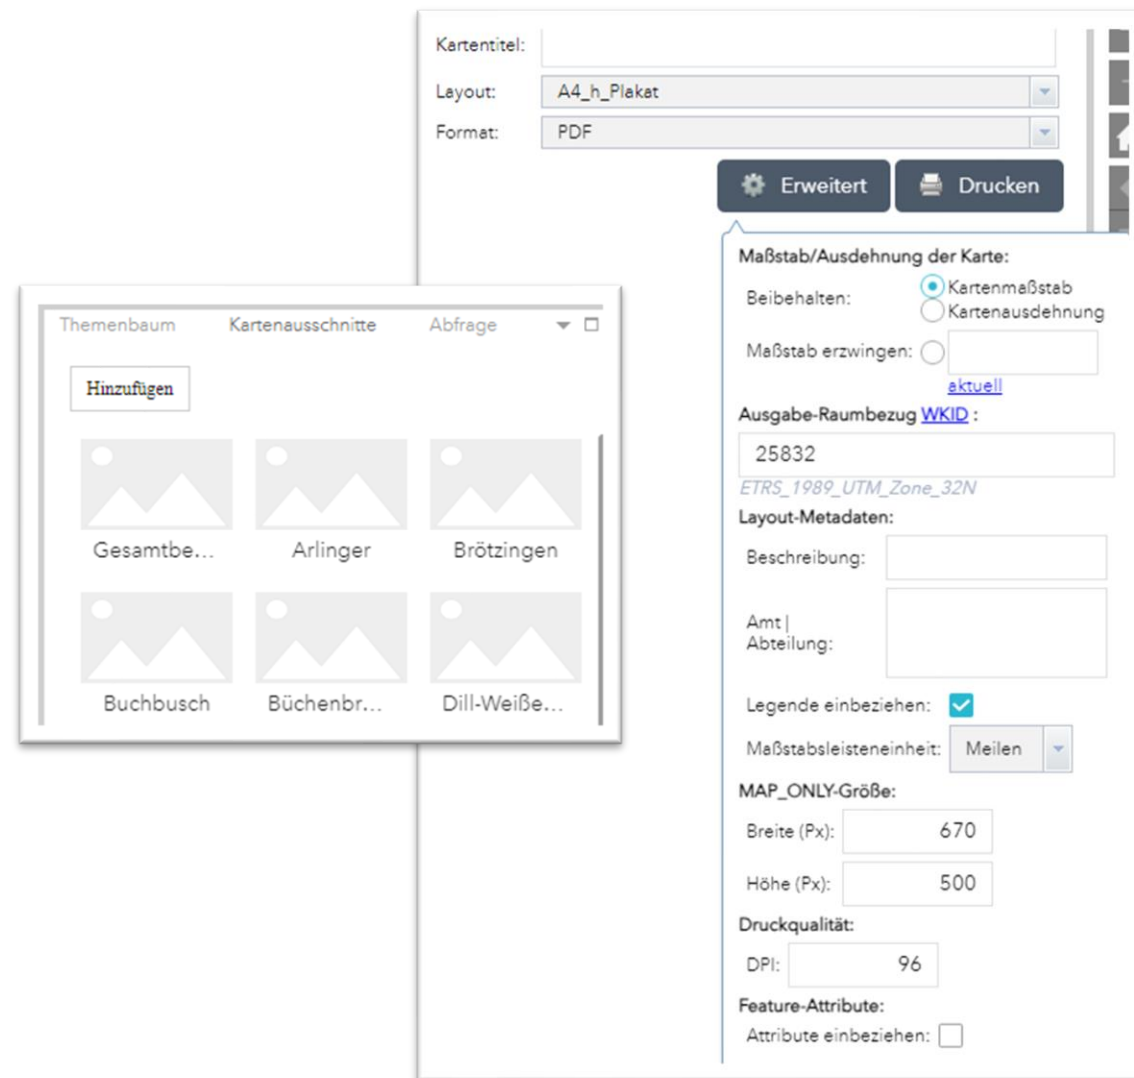 Kartentitel:
Layout: A4_h_Plakat
Format: PDF
Erweitert Drucken
Maßstab/Ausdehnung der Karte:
Beibehalten: Kartenmaßstab
Kartenausdehnung
Maßstab erzwingen:
aktuell
Ausgabe-Raumbezug WKID :
25832
ETRS_1989_UTM_Zone_32N
Layout-Metadaten:
Beschreibung:
Amt |
Abteilung:
Legende einbeziehen:
Maßstabsleisteneinheit: Meilen
MAP_ONLY-Größe:
Breite (Px): 670
Höhe (Px): 500
Druckqualität:
DPI: 96
Feature-Attribute:
Attribute einbeziehen:
Themenbaum Kartenausschnitte Abfrage
Hinzufügen
Gesamtbe... Arlinger Brötzingen
Buchbusch Büchenbr... Dill-Weiße...